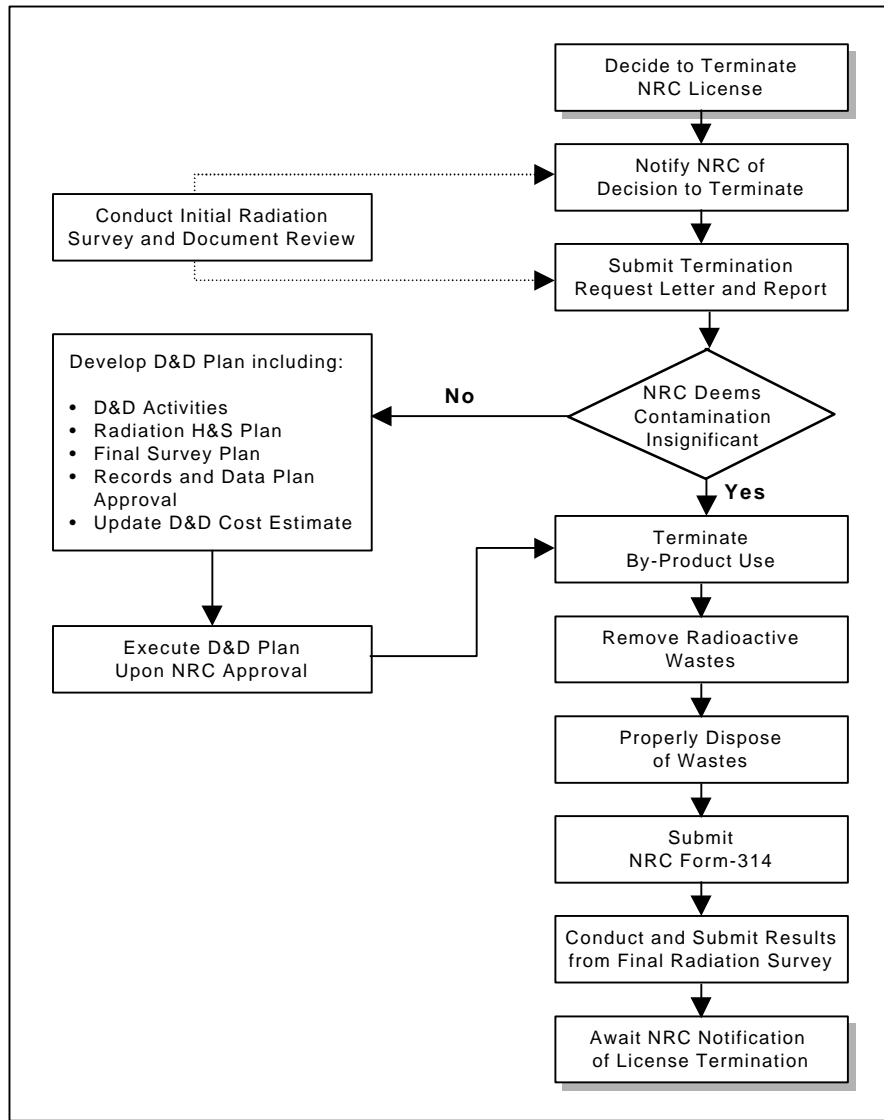 Decide to Terminate
NRC License
Notify NRC of
Decision to Terminate
Conduct Initial Radiation
Survey and Document Review
Submit Termination
Request Letter and Report
Develop D&D Plan including:
• D&D Activities
• Radiation H&S Plan
• Final Survey Plan
• Records and Data Plan
Approval
• Update D&D Cost Estimate
No
NRC Deems
Contamination
Insignificant
Yes
Terminate
By-Product Use
Execute D&D Plan
Upon NRC Approval
Remove Radioactive
Wastes
Properly Dispose
of Wastes
Submit
NRC Form-314
Conduct and Submit Results
from Final Radiation Survey
Await NRC Notification
of License Termination